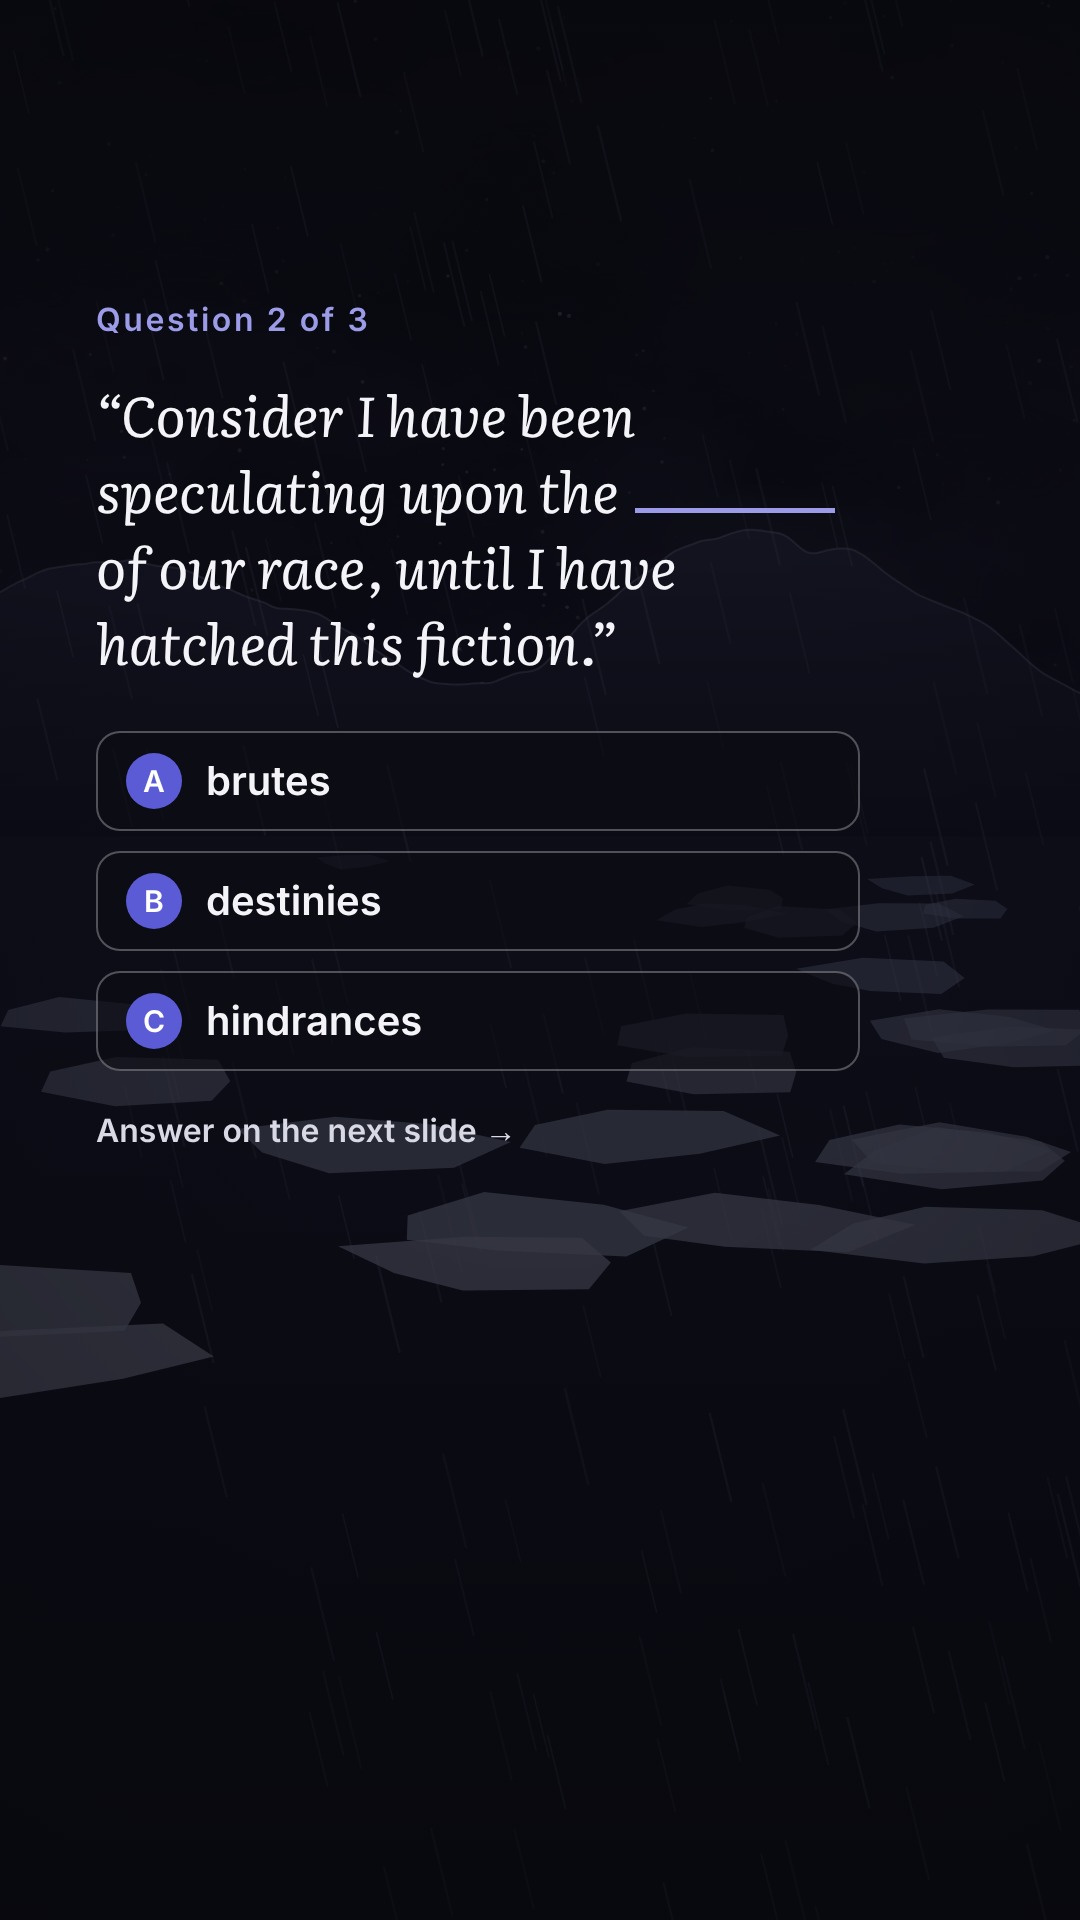 Question 2 of 3
“Consider I have been
speculating upon the ________
of our race, until I have
hatched this fiction.”
A brutes
B destinies
C hindrances
Answer on the next slide →